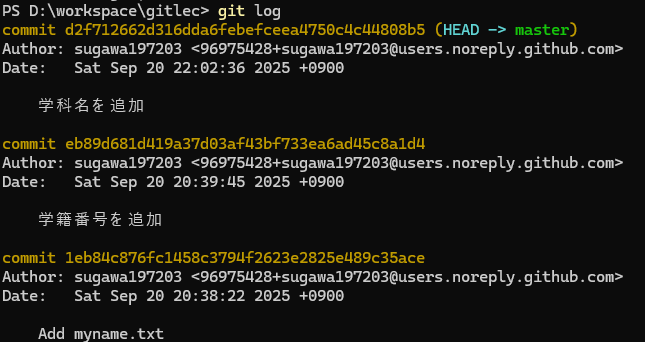 PS D:\workspace\gitlec> git log
commit d2f712662d316dda6febefceea4750c4c44808b5 (HEAD -> master)
Author: sugawa197203 <96975428+sugawa197203@users.noreply.github.com>
Date:   Sat Sep 20 22:02:36 2025 +0900
学科名を追加
commit eb89d681d419a37d03af43bf733ea6ad45c8a1d4
Author: sugawa197203 <96975428+sugawa197203@users.noreply.github.com>
Date:   Sat Sep 20 20:39:45 2025 +0900
学籍番号を追加
commit 1eb84c876fc1458c3794f2623e2825e489c35ace
Author: sugawa197203 <96975428+sugawa197203@users.noreply.github.com>
Date:   Sat Sep 20 20:38:22 2025 +0900
Add myname.txt